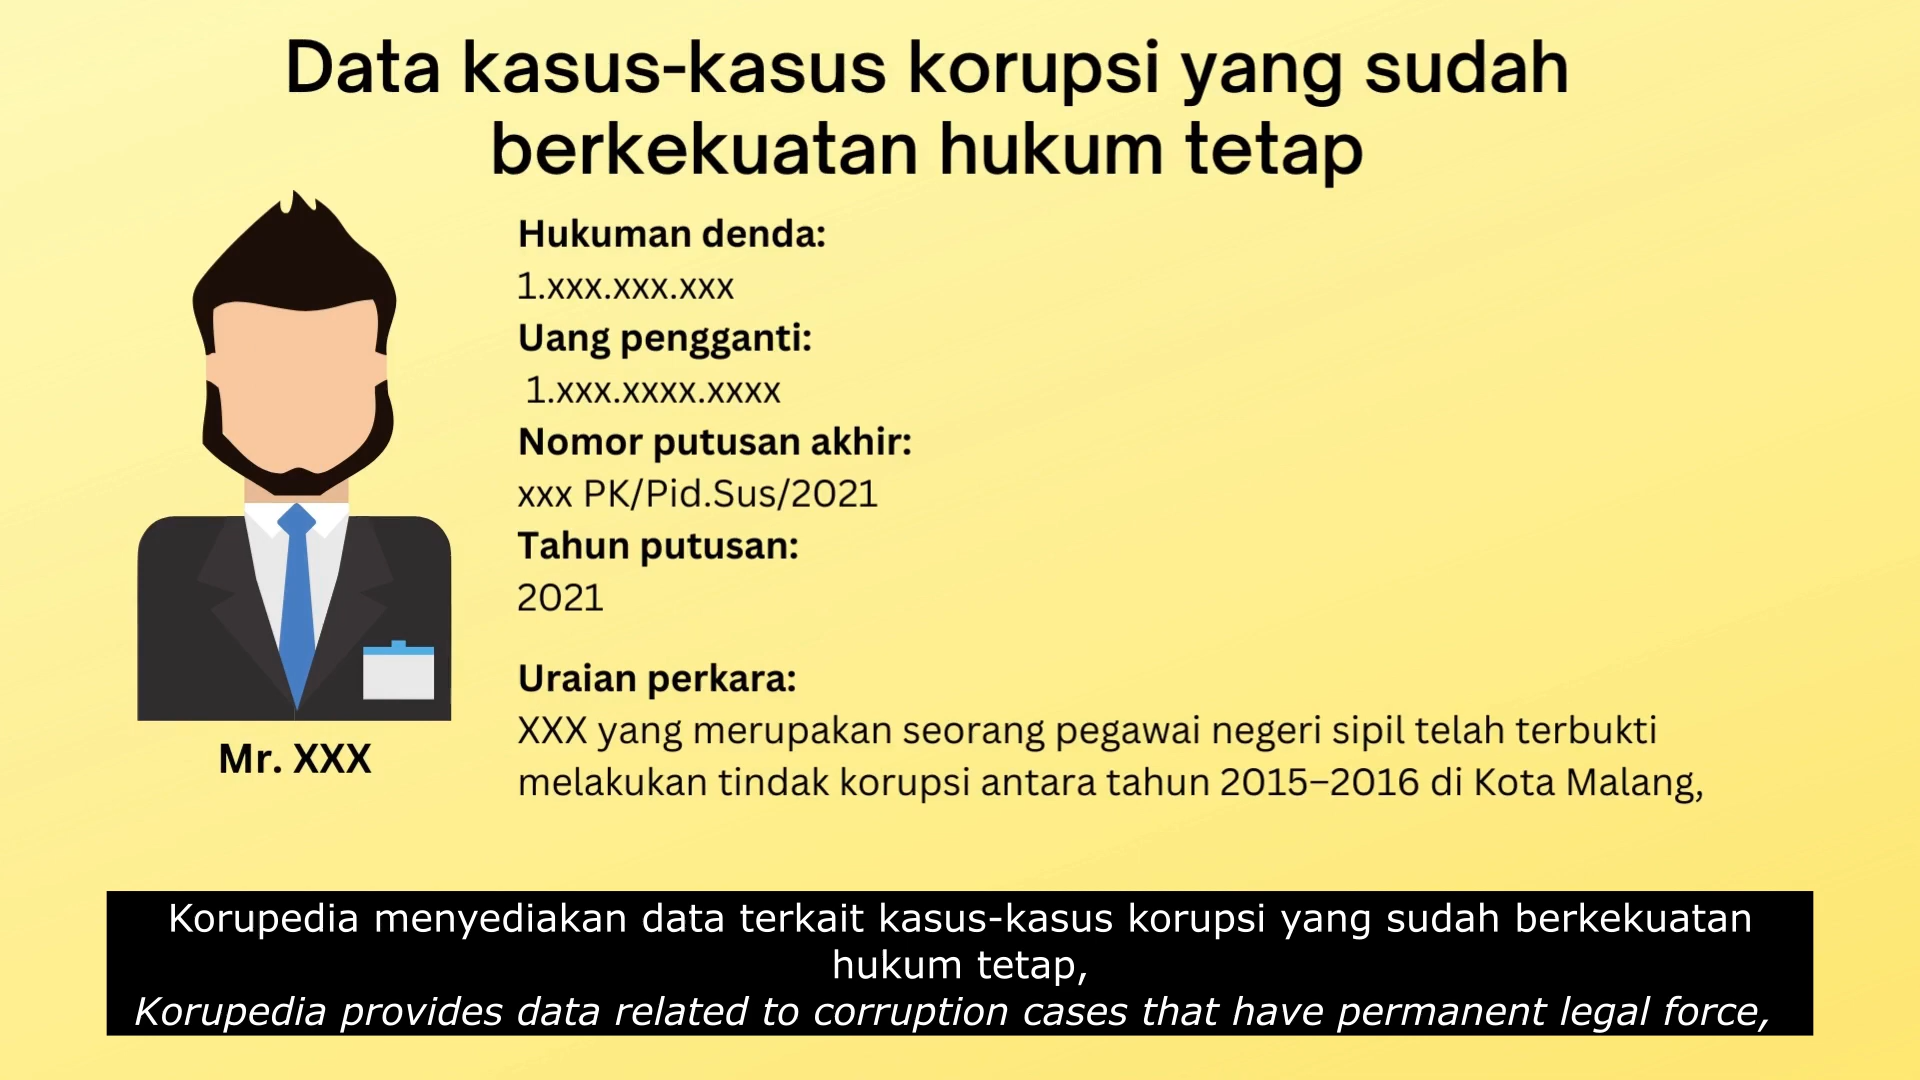 Data kasus-kasus korupsi yang sudah
berkekuatan hukum tetap
Hukuman denda:
1.xxx.xxx.xxx
Uang pengganti:
1.xxx.xxxx.xxxx
Nomor putusan akhir:
xxx PK/Pid.Sus/2021
Tahun putusan:
2021
Uraian perkara:
XXX yang merupakan seorang pegawai negeri sipil telah terbukti
melakukan tindak korupsi antara tahun 2015–2016 di Kota Malang,
Mr. XXX
Korupedia menyediakan data terkait kasus-kasus korupsi yang sudah berkekuatan
hukum tetap,
Korupedia provides data related to corruption cases that have permanent legal force,